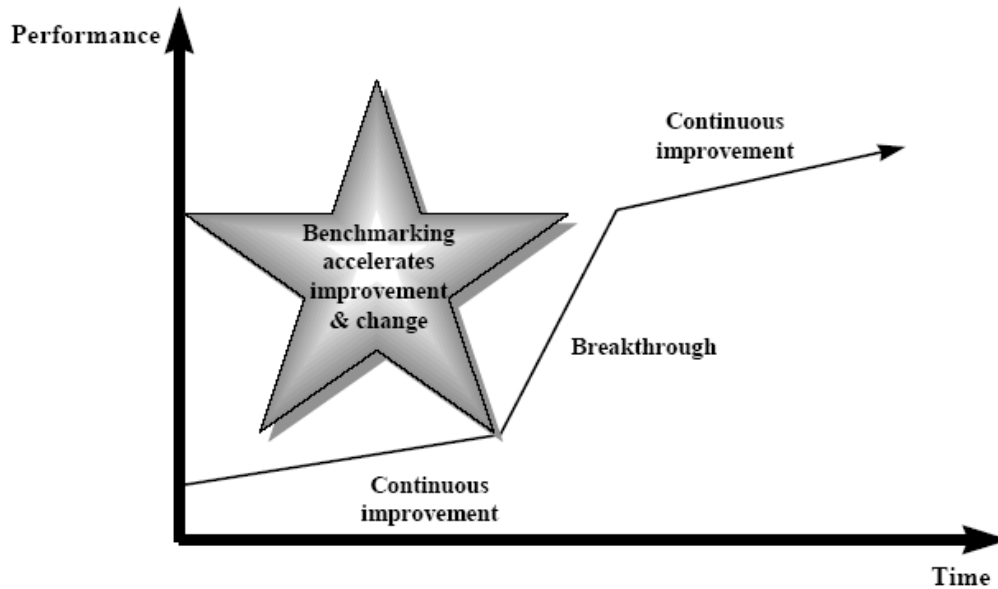 Performance
Continuous
improvement
Benchmarking
accelerates
improvement
& change
Breakthrough
Continuous
improvement
Time